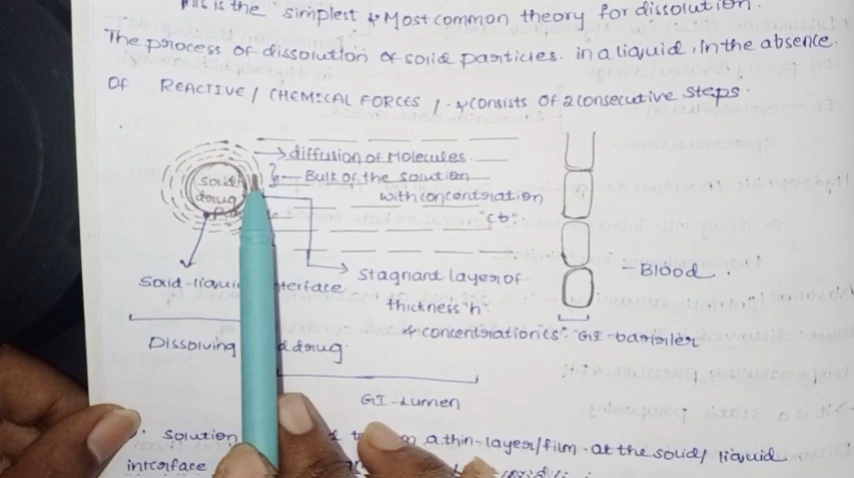 This is the simplest & Most common theory for dissolution.
The process of dissolution of solid particles. in a liquid, In the absence.
OF REACTIVE / CHEMICAL FORCES / . & consists of 2 consecutive steps.
diffusion of Molecules.
Bulk of the solution
with concentration
"Cb".
solid
drug
Solid-liquid interface
Stagnant layer of
thickness "h"
& concentration "Cs".
- Blood .
GI-barrier
Dissolving drug.
GI-Lumen
Solution a thin-layer/film at the solid/ liquid
interface